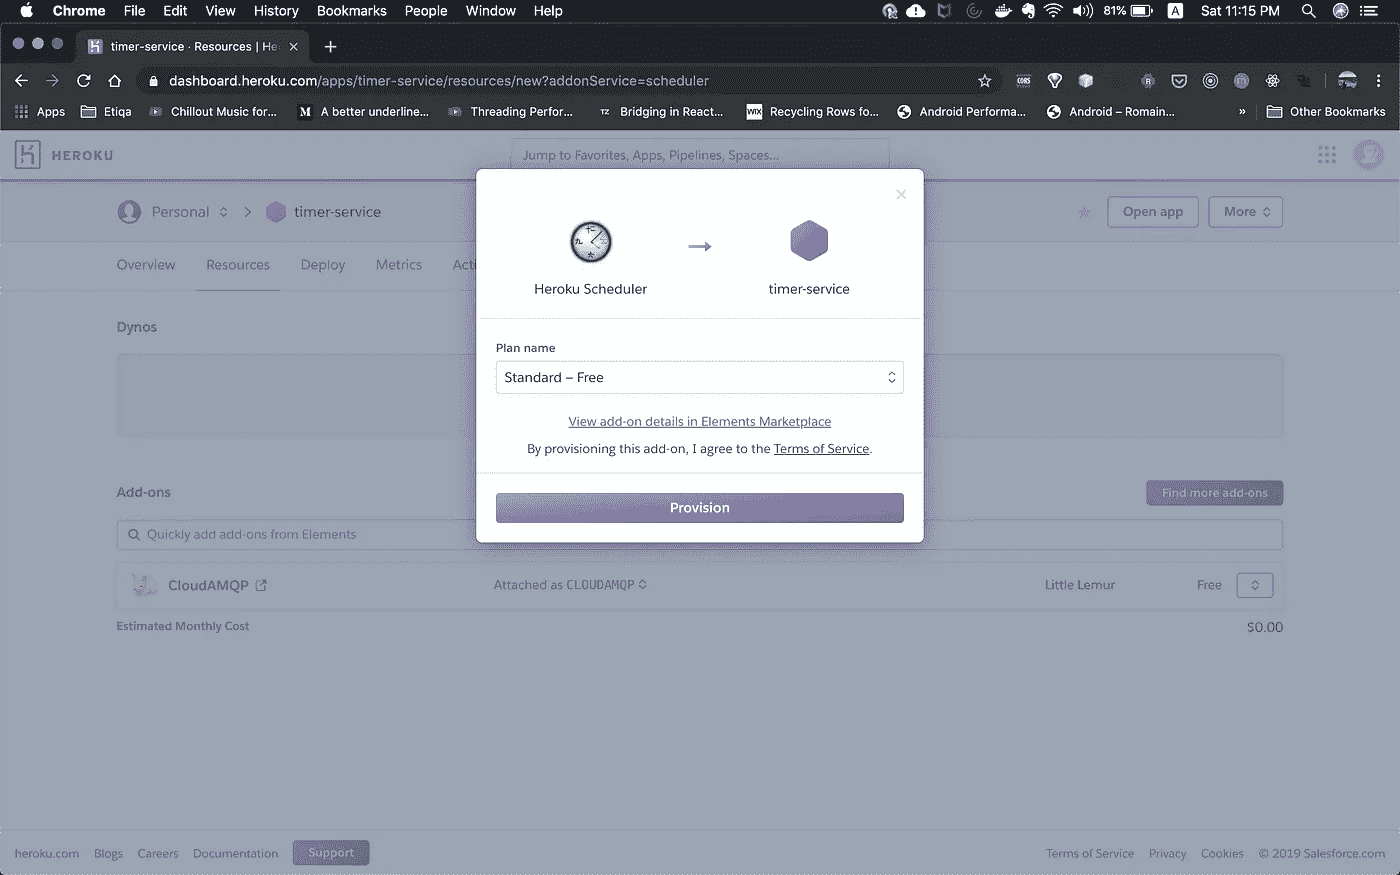 Chrome File Edit View History Bookmarks People Window Help 81% A Sat 11:15 PM
timer-service · Resources | He
dashboard.heroku.com/apps/timer-service/resources/new?addonService=scheduler CORS
Apps Etiqa Chillout Music for... M A better underline... Threading Perfor... TZ Bridging in React... WIX Recycling Rows fo... Android Performa... Android – Romain... » Other Bookmarks
HEROKU Jump to Favorites, Apps, Pipelines, Spaces...
Personal timer-service Open app More
Overview Resources Deploy Metrics Acti
Heroku Scheduler timer-service
Dynos
Plan name
Standard – Free
View add-on details in Elements Marketplace
By provisioning this add-on, I agree to the Terms of Service.
Add-ons Find more add-ons
Provision
Quickly add add-ons from Elements
CloudAMQP Attached as CLOUDAMQP Little Lemur Free
Estimated Monthly Cost $0.00
heroku.com Blogs Careers Documentation Support Terms of Service Privacy Cookies © 2019 Salesforce.com